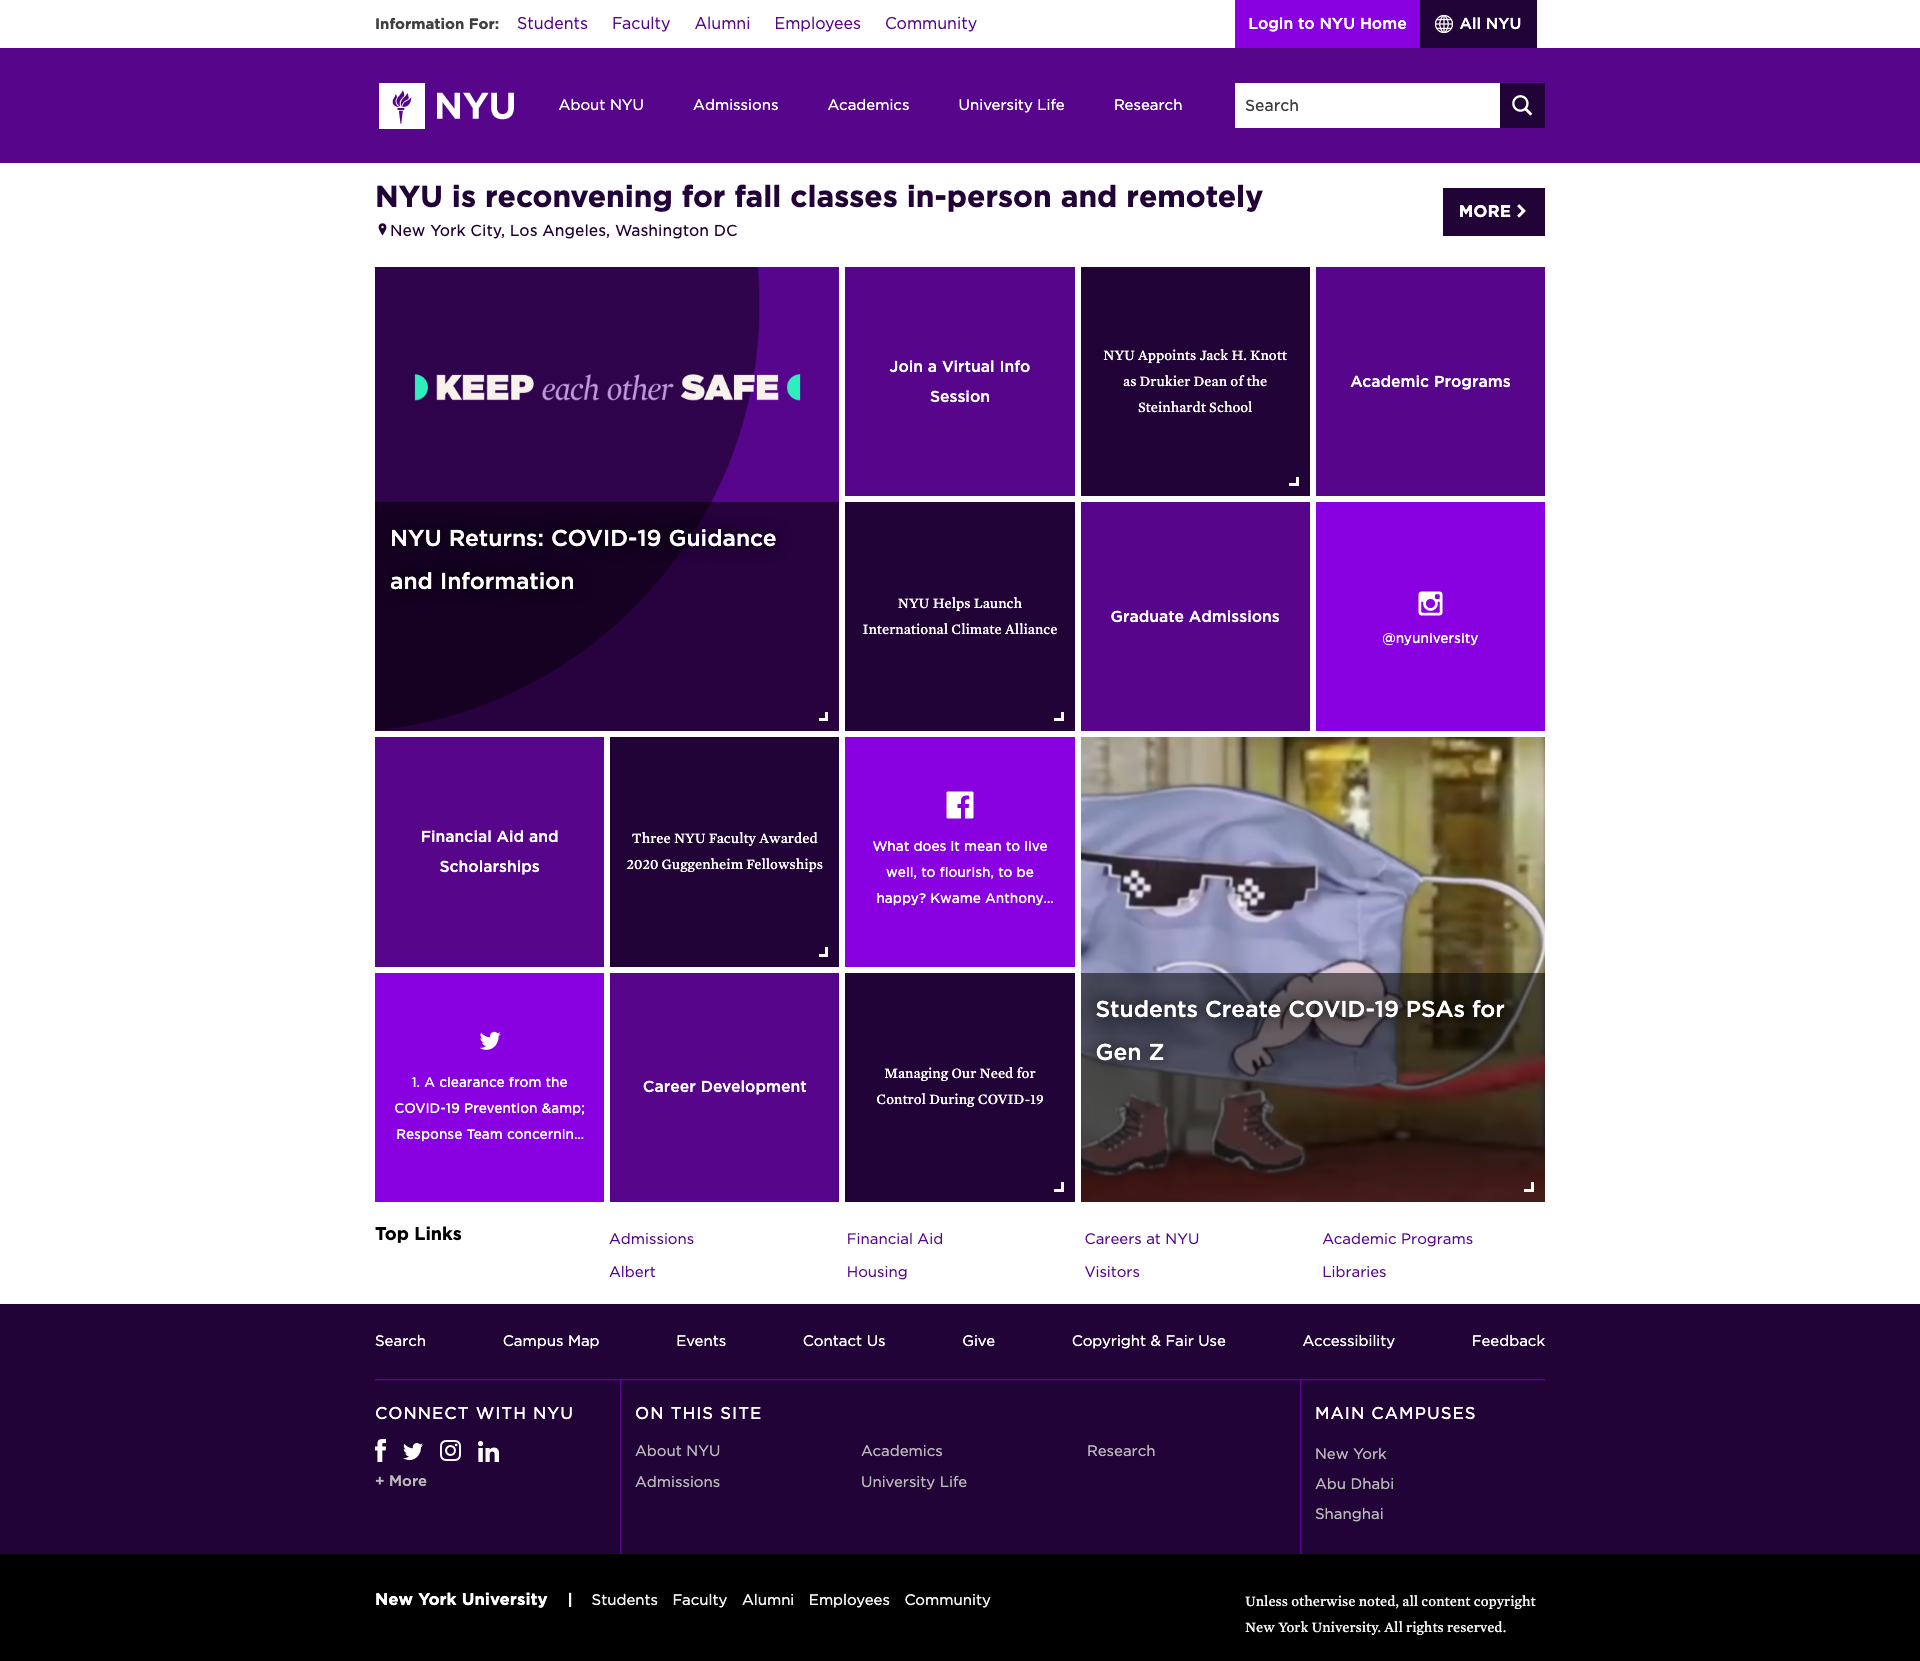 Information For: Students Faculty Alumni Employees Community
Login to NYU Home All NYU
NYU About NYU Admissions Academics University Life Research Search
NYU is reconvening for fall classes in-person and remotely
New York City, Los Angeles, Washington DC
MORE
KEEP each other SAFE
NYU Returns: COVID-19 Guidance
and Information
Join a Virtual Info
Session
NYU Appoints Jack H. Knott
as Drukier Dean of the
Steinhardt School
Academic Programs
NYU Helps Launch
International Climate Alliance
Graduate Admissions
@nyuniversity
Financial Aid and
Scholarships
Three NYU Faculty Awarded
2020 Guggenheim Fellowships
What does it mean to live
well, to flourish, to be
happy? Kwame Anthony...
Students Create COVID-19 PSAs for
Gen Z
1. A clearance from the
COVID-19 Prevention &amp;
Response Team concernin...
Career Development
Managing Our Need for
Control During COVID-19
Top Links
Admissions Financial Aid Careers at NYU Academic Programs
Albert Housing Visitors Libraries
Search Campus Map Events Contact Us Give Copyright & Fair Use Accessibility Feedback
CONNECT WITH NYU
+ More
ON THIS SITE
About NYU Academics Research
Admissions University Life
MAIN CAMPUSES
New York
Abu Dhabi
Shanghai
New York University | Students Faculty Alumni Employees Community
Unless otherwise noted, all content copyright
New York University. All rights reserved.